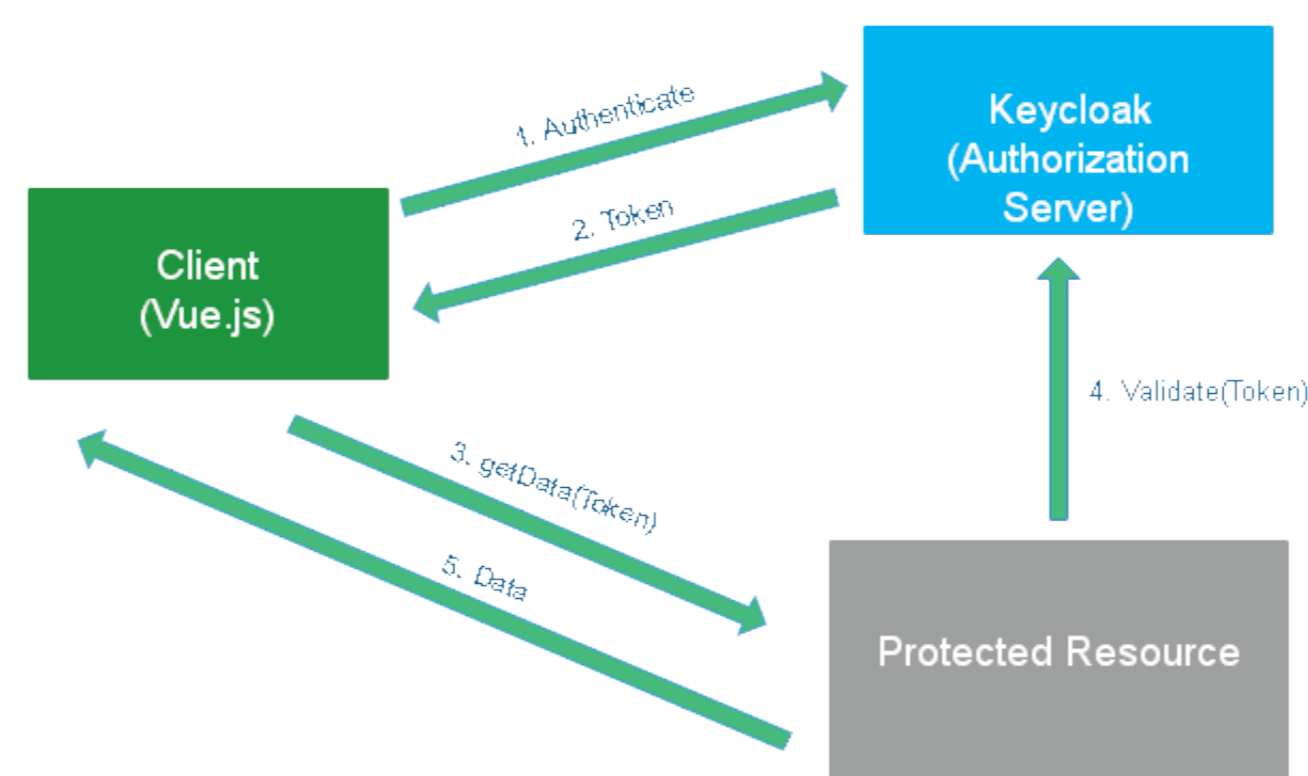 1. Authenticate
Keycloak
(Authorization
Server)
2. Token
Client
(Vue.js)
4. Validate(Token)
3. getData(Token)
5. Data
Protected Resource